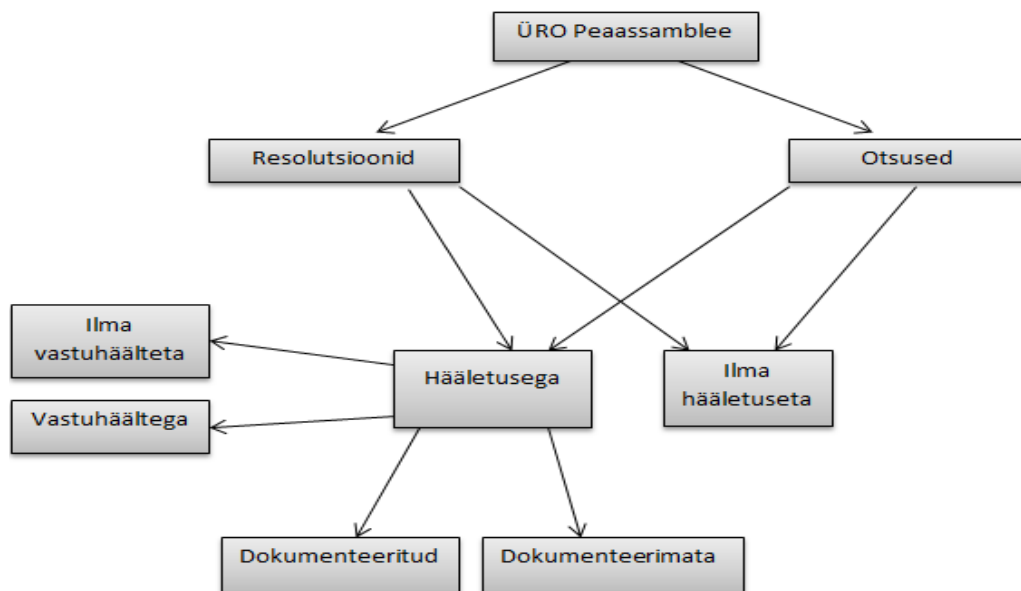 ÜRO Peaassamblee
Resolutsioonid
Otsused
Ilma
vastuhäälteta
Hääletusega
Ilma
hääletuseta
Vastuhäältega
Dokumenteeritud
Dokumenteerimata